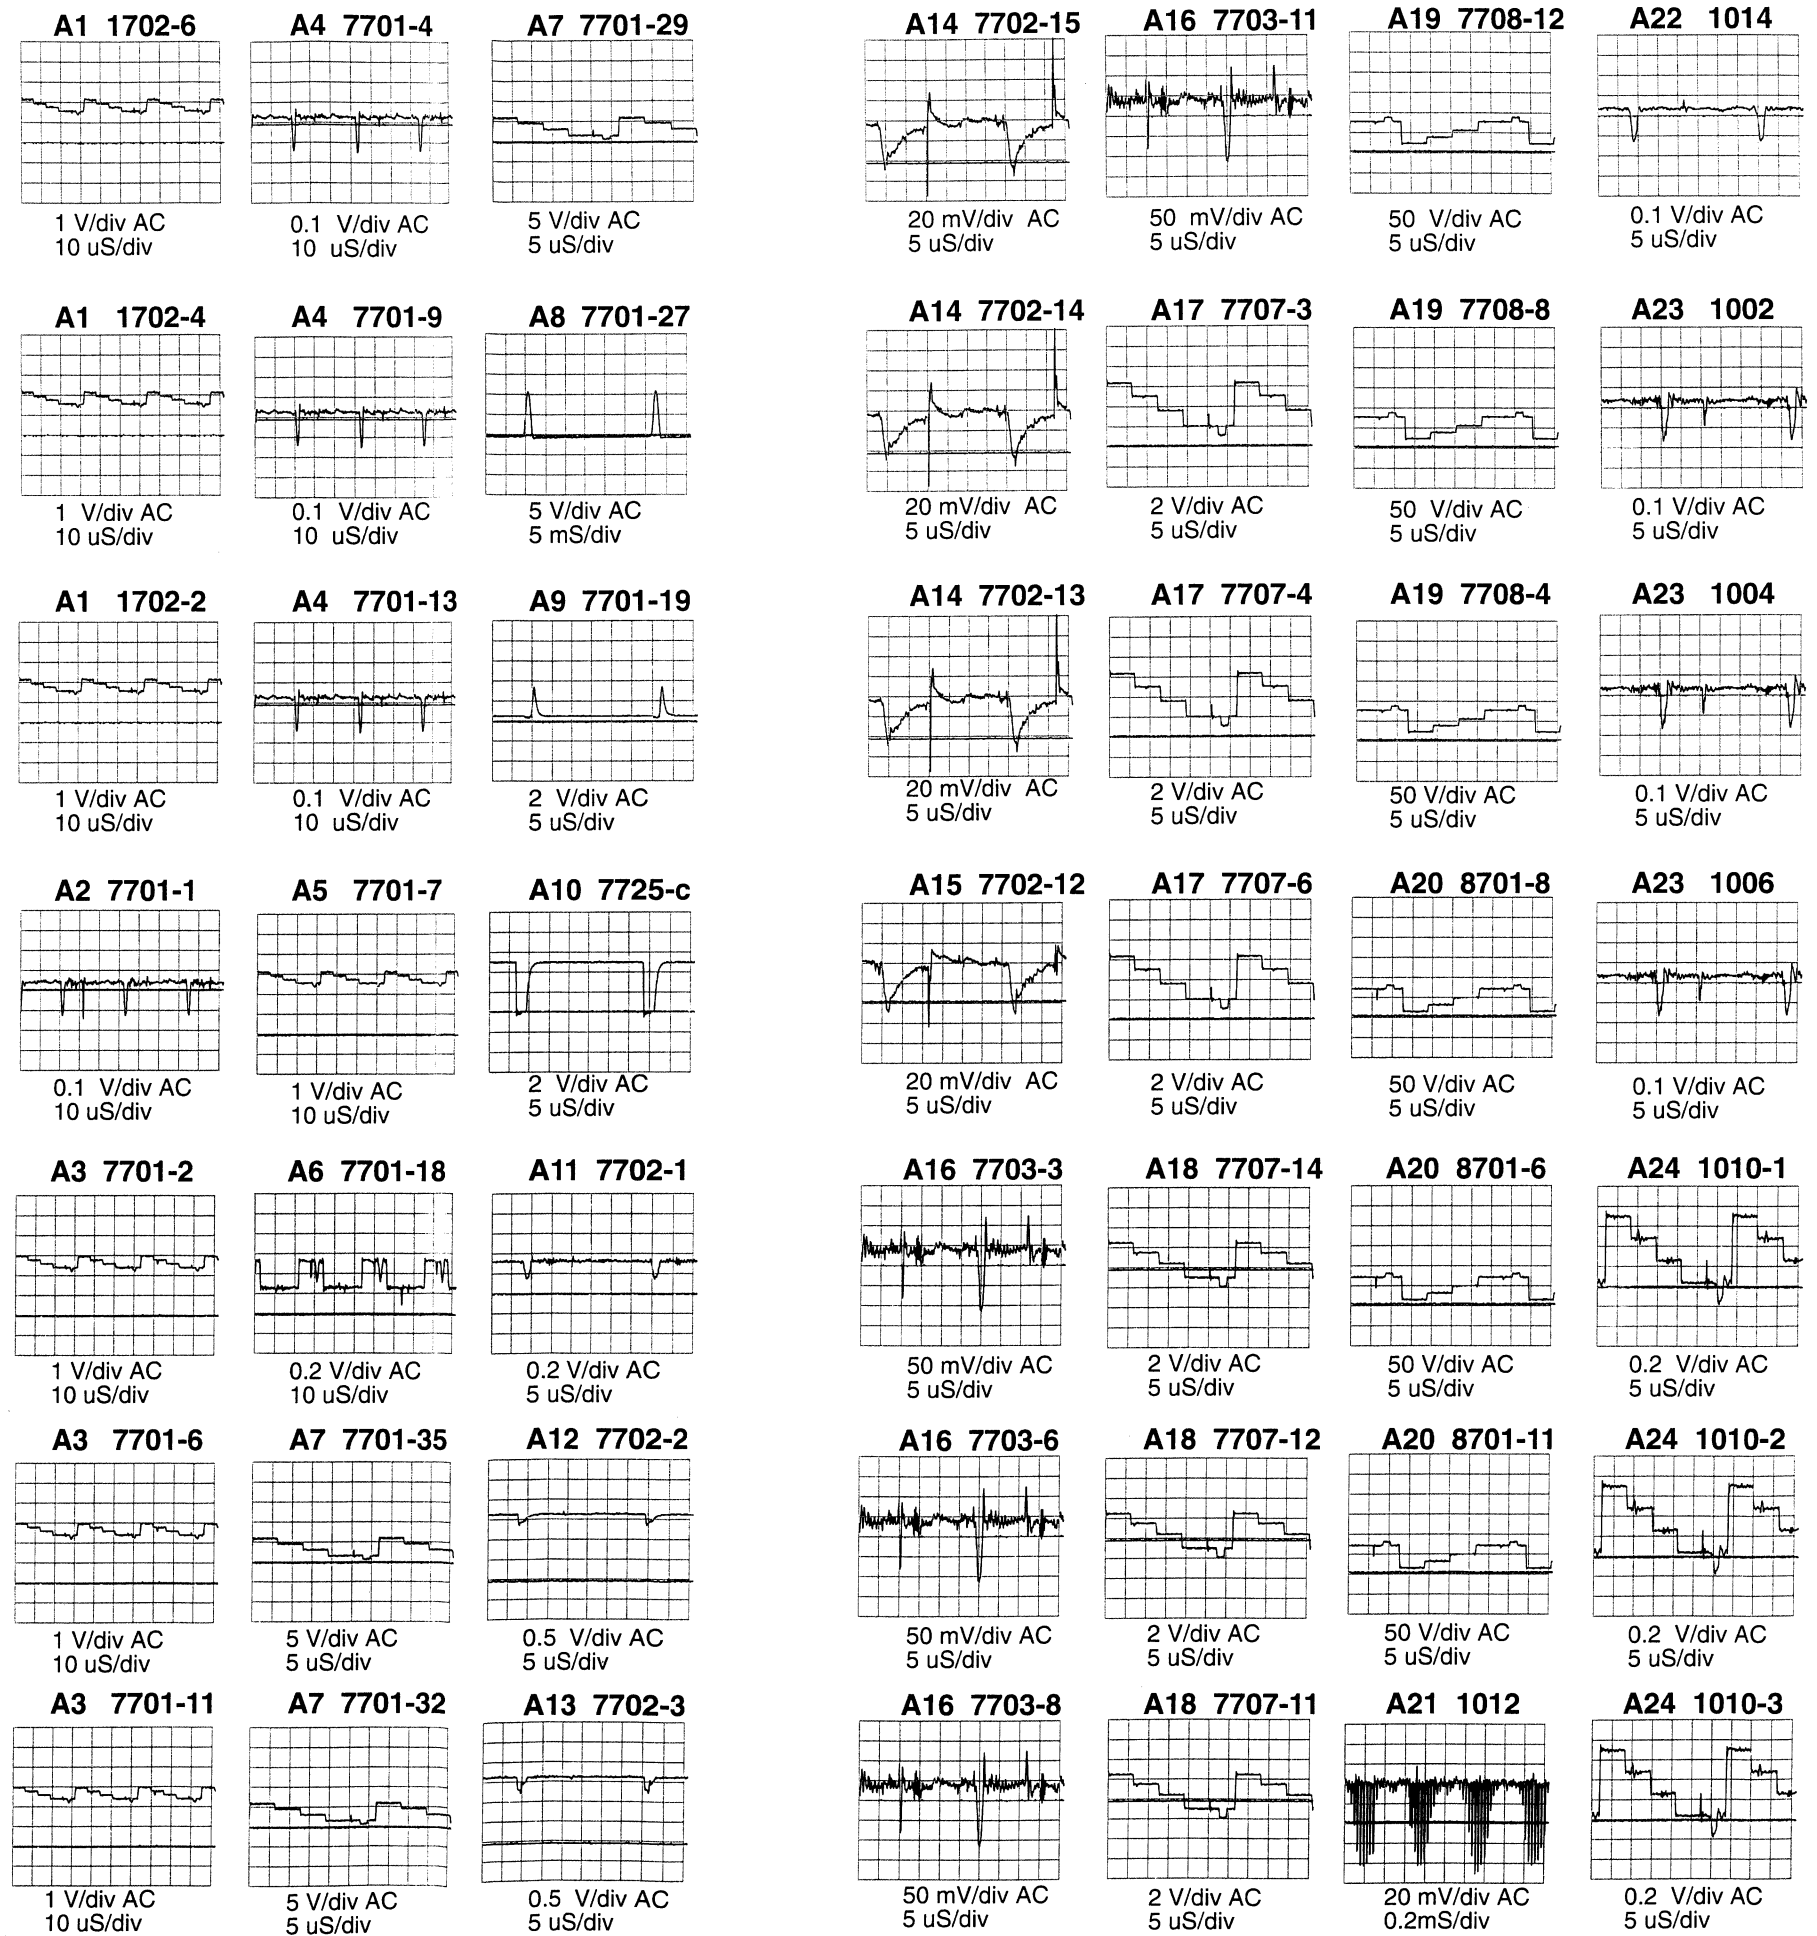 A1 1702-6
1 V/div AC
10 uS/div
A4 7701-4
0.1 V/div AC
10 uS/div
A7 7701-29
5 V/div AC
5 uS/div
A14 7702-15
20 mV/div AC
5 uS/div
A16 7703-11
50 mV/div AC
5 uS/div
A19 7708-12
50 V/div AC
5 uS/div
A22 1014
0.1 V/div AC
5 uS/div
A1 1702-4
1 V/div AC
10 uS/div
A4 7701-9
0.1 V/div AC
10 uS/div
A8 7701-27
5 V/div AC
5 mS/div
A14 7702-14
20 mV/div AC
5 uS/div
A17 7707-3
2 V/div AC
5 uS/div
A19 7708-8
50 V/div AC
5 uS/div
A23 1002
0.1 V/div AC
5 uS/div
A1 1702-2
1 V/div AC
10 uS/div
A4 7701-13
0.1 V/div AC
10 uS/div
A9 7701-19
2 V/div AC
5 uS/div
A14 7702-13
20 mV/div AC
5 uS/div
A17 7707-4
2 V/div AC
5 uS/div
A19 7708-4
50 V/div AC
5 uS/div
A23 1004
0.1 V/div AC
5 uS/div
A2 7701-1
0.1 V/div AC
10 uS/div
A5 7701-7
1 V/div AC
10 uS/div
A10 7725-c
2 V/div AC
5 uS/div
A15 7702-12
20 mV/div AC
5 uS/div
A17 7707-6
2 V/div AC
5 uS/div
A20 8701-8
50 V/div AC
5 uS/div
A23 1006
0.1 V/div AC
5 uS/div
A3 7701-2
1 V/div AC
10 uS/div
A6 7701-18
0.2 V/div AC
10 uS/div
A11 7702-1
0.2 V/div AC
5 uS/div
A16 7703-3
50 mV/div AC
5 uS/div
A18 7707-14
2 V/div AC
5 uS/div
A20 8701-6
50 V/div AC
5 uS/div
A24 1010-1
0.2 V/div AC
5 uS/div
A3 7701-6
1 V/div AC
10 uS/div
A7 7701-35
5 V/div AC
5 uS/div
A12 7702-2
0.5 V/div AC
5 uS/div
A16 7703-6
50 mV/div AC
5 uS/div
A18 7707-12
2 V/div AC
5 uS/div
A20 8701-11
50 V/div AC
5 uS/div
A24 1010-2
0.2 V/div AC
5 uS/div
A3 7701-11
1 V/div AC
10 uS/div
A7 7701-32
5 V/div AC
5 uS/div
A13 7702-3
0.5 V/div AC
5 uS/div
A16 7703-8
50 mV/div AC
5 uS/div
A18 7707-11
2 V/div AC
5 uS/div
A21 1012
20 mV/div AC
0.2mS/div
A24 1010-3
0.2 V/div AC
5 uS/div